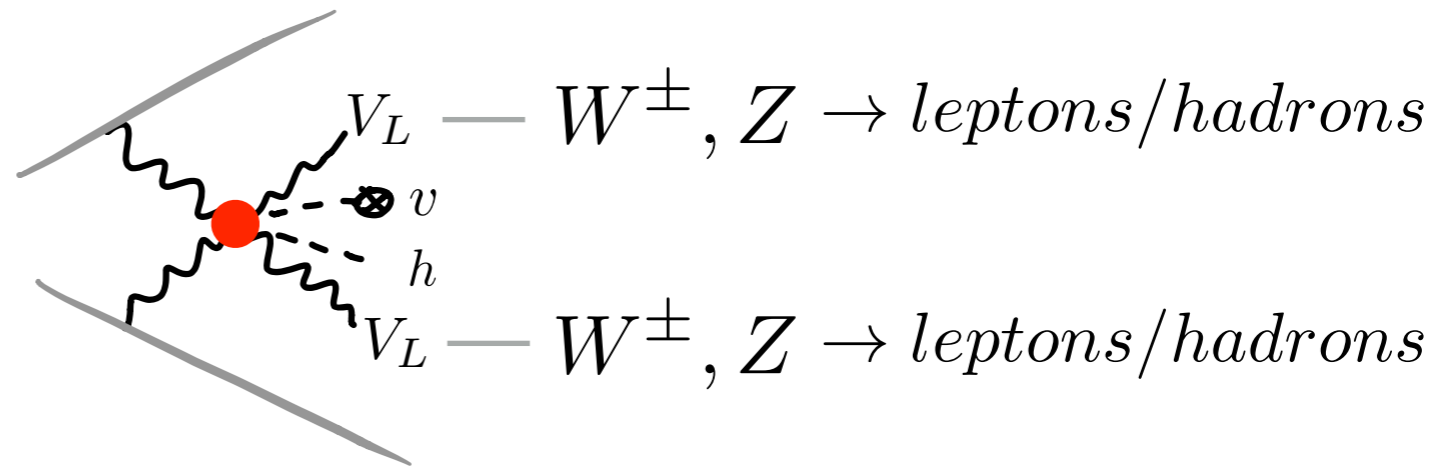 V_L — W^±, Z → leptons/hadrons
v
h
V_L — W^±, Z → leptons/hadrons